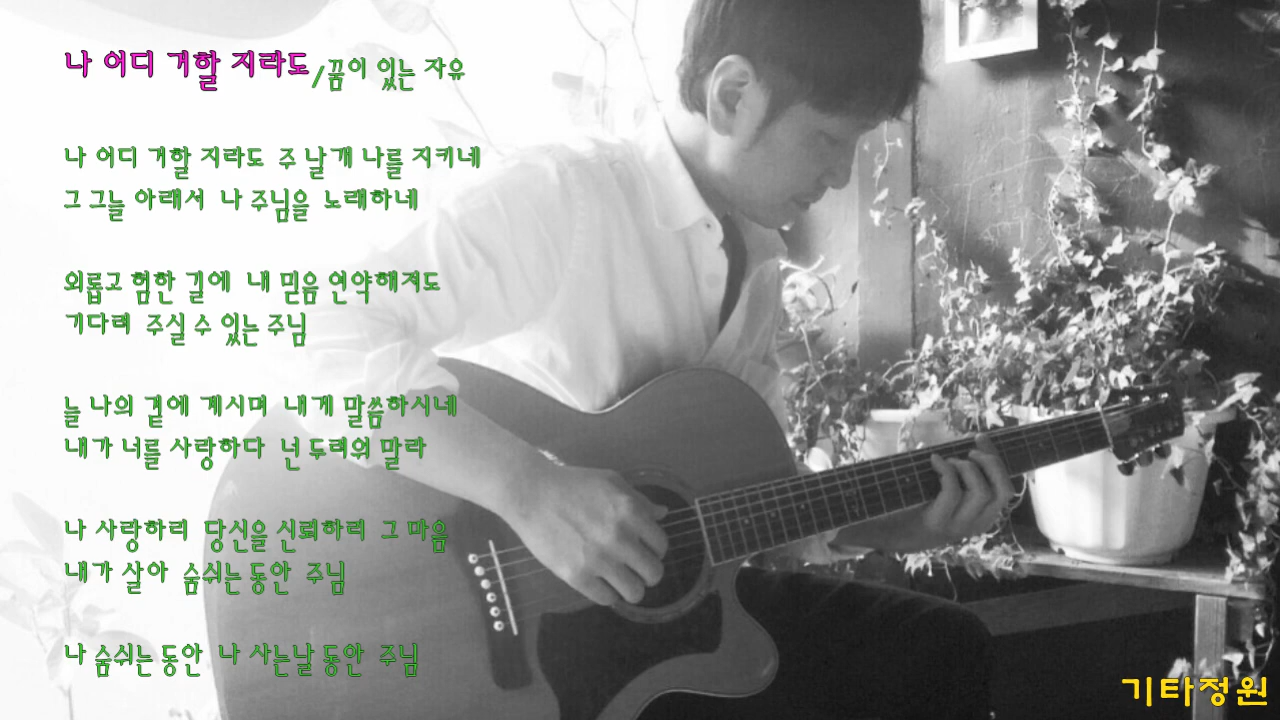 나 어디 거할 지라도/꿈이 있는 자유
나 어디 거할 지라도 주 날개 나를 지키네
그 그늘 아래서 나 주님을 노래하네
외롭고 험한 길에 내 믿음 연약해져도
기다려 주실 수 있는 주님
늘 나의 곁에 계시며 내게 말씀하시네
내가 너를 사랑하다 넌 두려워 말라
나 사랑하리 당신을 신뢰하리 그 마음
내가 살아 숨쉬는 동안 주님
나 숨쉬는 동안 나 사는날 동안 주님
기타정원